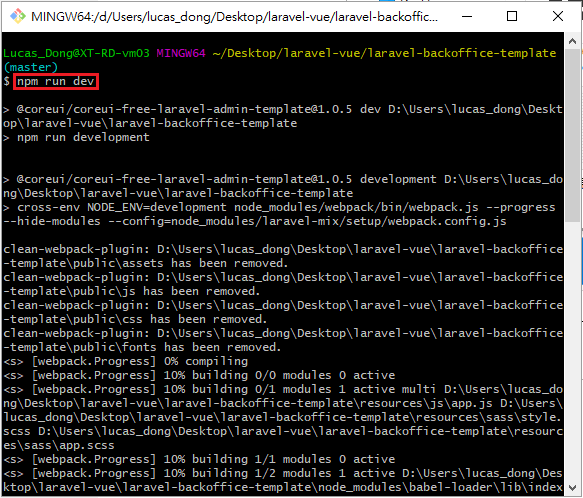 MINGW64:/d/Users/lucas_dong/Desktop/laravel-vue/laravel-backoffic...
Lucas_Dong@XT-RD-vm03 MINGW64 ~/Desktop/laravel-vue/laravel-backoffice-template
(master)
$ npm run dev
> @coreui/coreui-free-laravel-admin-template@1.0.5 dev D:\Users\lucas_dong\Deskt
op\laravel-vue\laravel-backoffice-template
> npm run development
> @coreui/coreui-free-laravel-admin-template@1.0.5 development D:\Users\lucas_do
ng\Desktop\laravel-vue\laravel-backoffice-template
> cross-env NODE_ENV=development node_modules/webpack/bin/webpack.js --progress
--hide-modules --config=node_modules/laravel-mix/setup/webpack.config.js
clean-webpack-plugin: D:\Users\lucas_dong\Desktop\laravel-vue\laravel-backoffice
-template\public\assets has been removed.
clean-webpack-plugin: D:\Users\lucas_dong\Desktop\laravel-vue\laravel-backoffice
-template\public\js has been removed.
clean-webpack-plugin: D:\Users\lucas_dong\Desktop\laravel-vue\laravel-backoffice
-template\public\css has been removed.
clean-webpack-plugin: D:\Users\lucas_dong\Desktop\laravel-vue\laravel-backoffice
-template\public\fonts has been removed.
<s> [webpack.Progress] 0% compiling
<s> [webpack.Progress] 10% building 0/0 modules 0 active
<s> [webpack.Progress] 10% building 0/1 modules 1 active multi D:\Users\lucas_do
ng\Desktop\laravel-vue\laravel-backoffice-template\resources\js\app.js D:\Users\
lucas_dong\Desktop\laravel-vue\laravel-backoffice-template\resources\sass\style.
scss D:\Users\lucas_dong\Desktop\laravel-vue\laravel-backoffice-template\resourc
es\sass\app.scss
<s> [webpack.Progress] 10% building 1/1 modules 0 active
<s> [webpack.Progress] 10% building 1/2 modules 1 active D:\Users\lucas_dong\Des
ktop\laravel-vue\laravel-backoffice-template\node_modules\babel-loader\lib\index